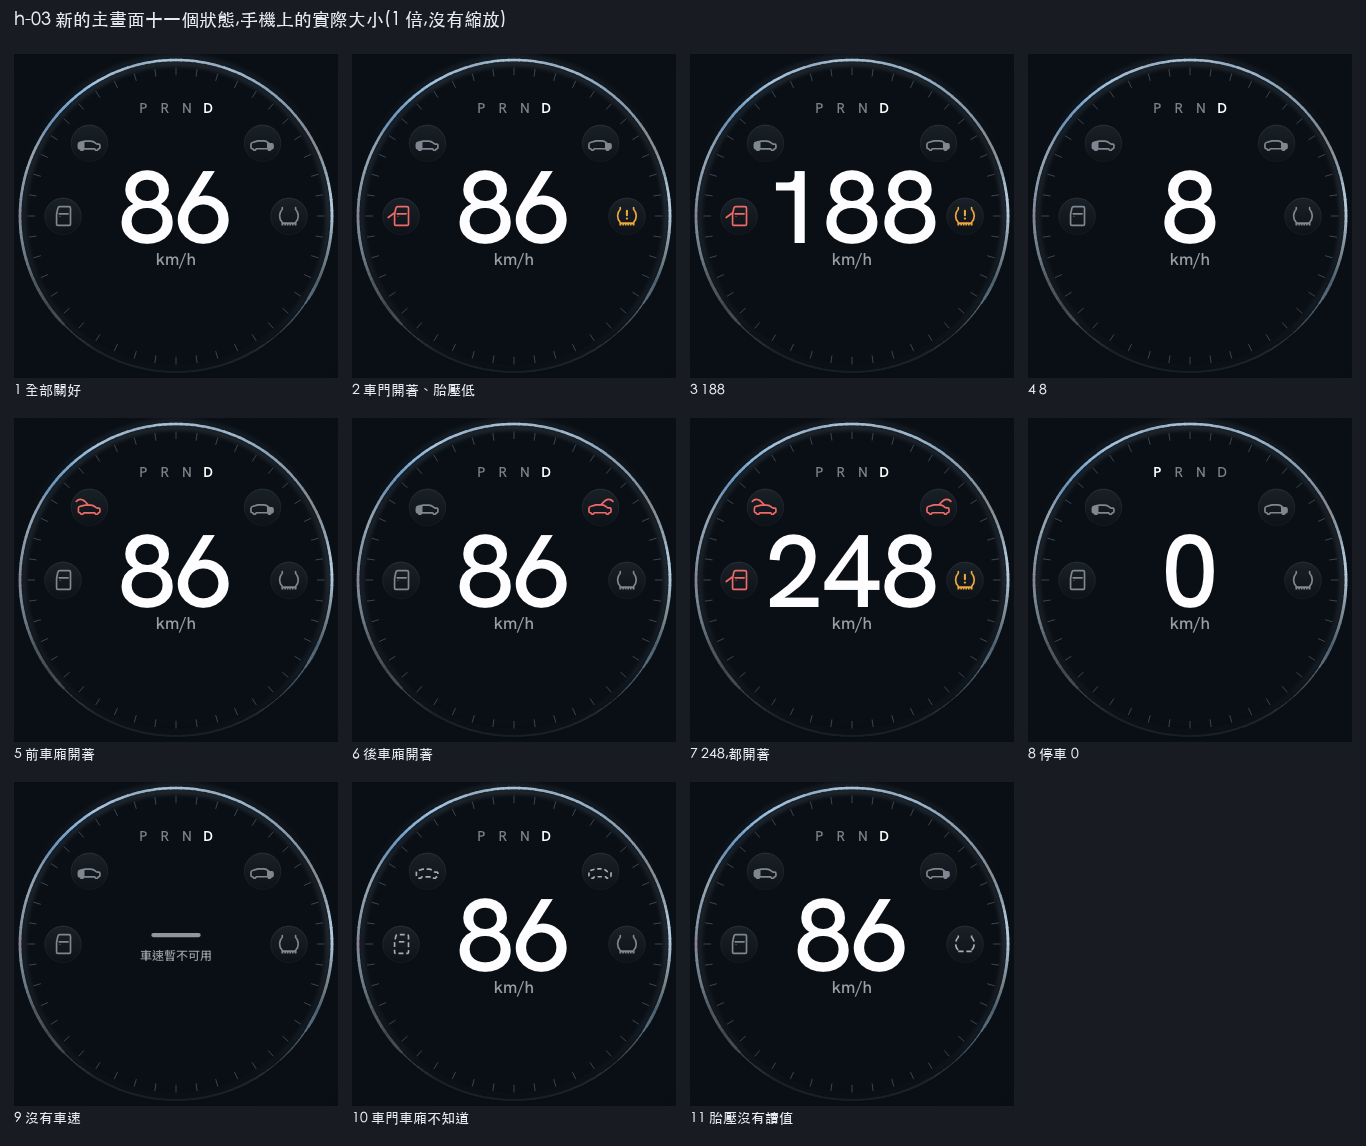 h-03 新的主畫面十一個狀態,手機上的實際大小(1 倍,沒有縮放)
P R N D
86
km/h
1 全部關好
P R N D
86
km/h
2 車門開著、胎壓低
P R N D
188
km/h
3 188
P R N D
8
km/h
4 8
P R N D
86
km/h
5 前車廂開著
P R N D
86
km/h
6 後車廂開著
P R N D
248
km/h
7 248,都開著
P R N D
0
km/h
8 停車 0
P R N D
車速暫不可用
9 沒有車速
P R N D
86
km/h
10 車門車廂不知道
P R N D
86
km/h
11 胎壓沒有讀值